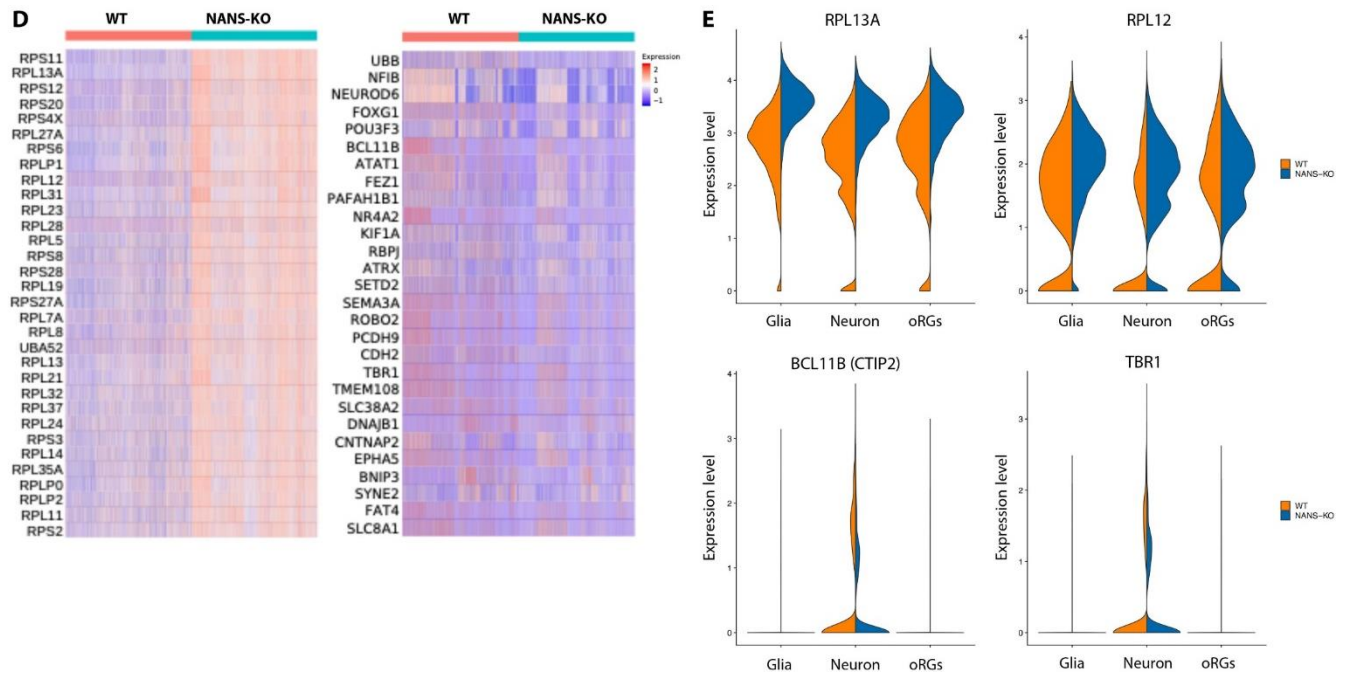 D
WT NANS-KO
RPS11
RPL13A
RPS12
RPS20
RPS4X
RPL27A
RPS6
RPLP1
RPL12
RPL31
RPL23
RPL28
RPL5
RPS8
RPS28
RPL19
RPS27A
RPL7A
RPL8
UBA52
RPL13
RPL21
RPL32
RPL37
RPL24
RPS3
RPL14
RPL35A
RPLP0
RPLP2
RPL11
RPS2
WT NANS-KO
UBB
NFIB
NEUROD6
FOXG1
POU3F3
BCL11B
ATAT1
FEZ1
PAFAH1B1
NR4A2
KIF1A
RBPJ
ATRX
SETD2
SEMA3A
ROBO2
PCDH9
CDH2
TBR1
TMEM108
SLC38A2
DNAJB1
CNTNAP2
EPHA5
BNIP3
SYNE2
FAT4
SLC8A1
Expression
2
1
0
−1
E
RPL13A
Expression level
4
3
2
1
0
Glia Neuron oRGs
RPL12
Expression level
4
3
2
1
0
Glia Neuron oRGs
WT
NANS-KO
BCL11B (CTIP2)
Expression level
4
3
2
1
0
Glia Neuron oRGs
TBR1
Expression level
3
2
1
0
Glia Neuron oRGs
WT
NANS-KO